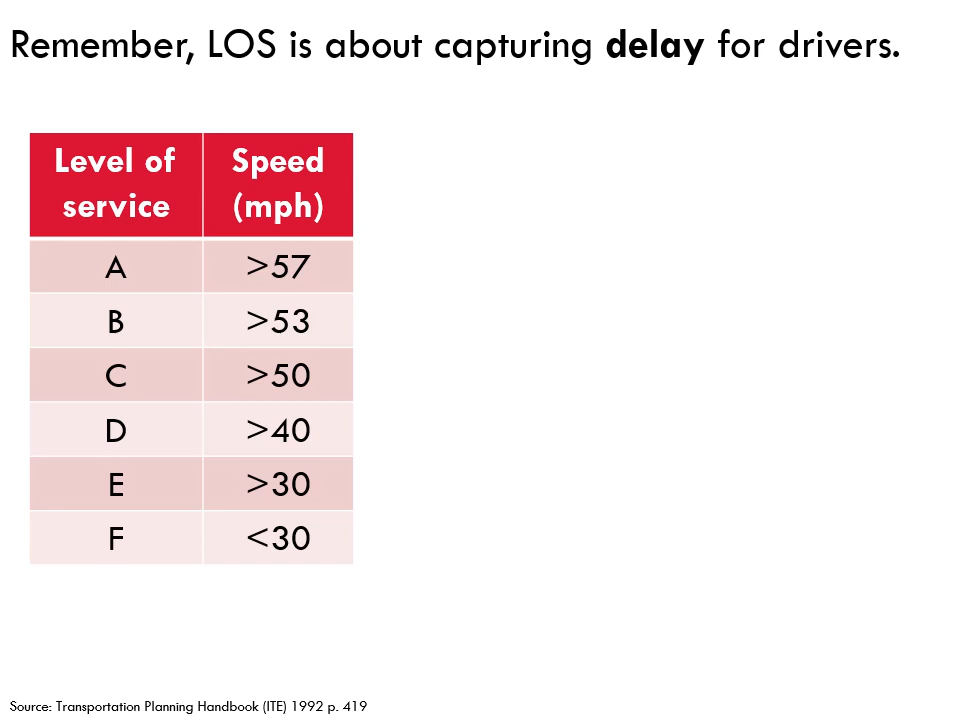 Remember, LOS is about capturing delay for drivers.
Level of service Speed (mph)
A >57
B >53
C >50
D >40
E >30
F <30
Source: Transportation Planning Handbook (ITE) 1992 p. 419